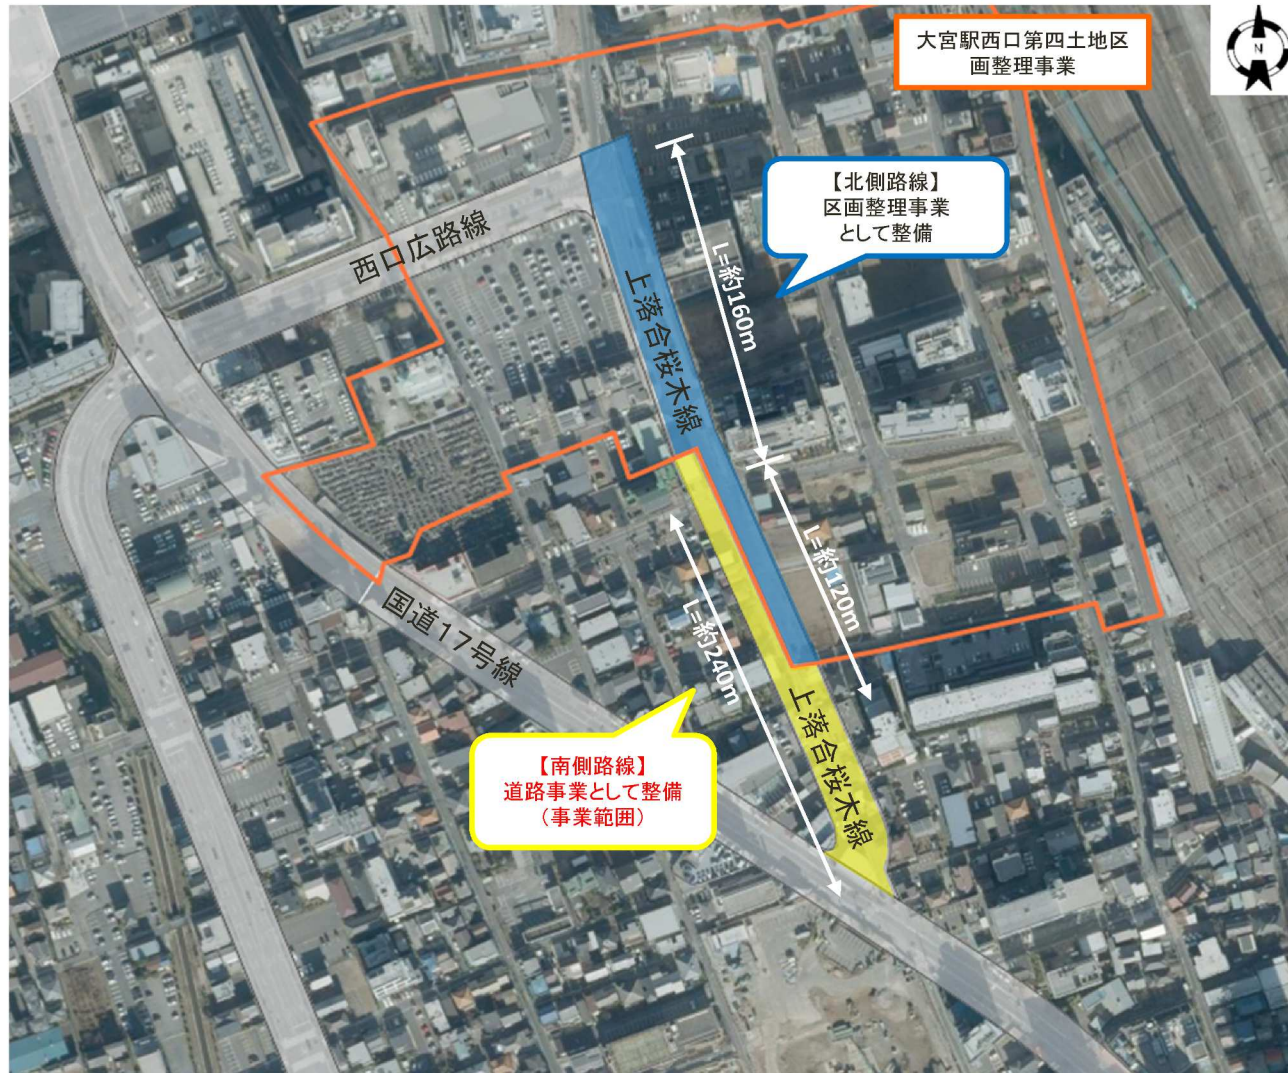 大宮駅西口第四土地区
画整理事業
N
【北側路線】
区画整理事業
として整備
西口広路線
上落合桜木線
L=約160m
L=約120m
L=約240m
国道17号線
【南側路線】
道路事業として整備
（事業範囲）
上落合桜木線